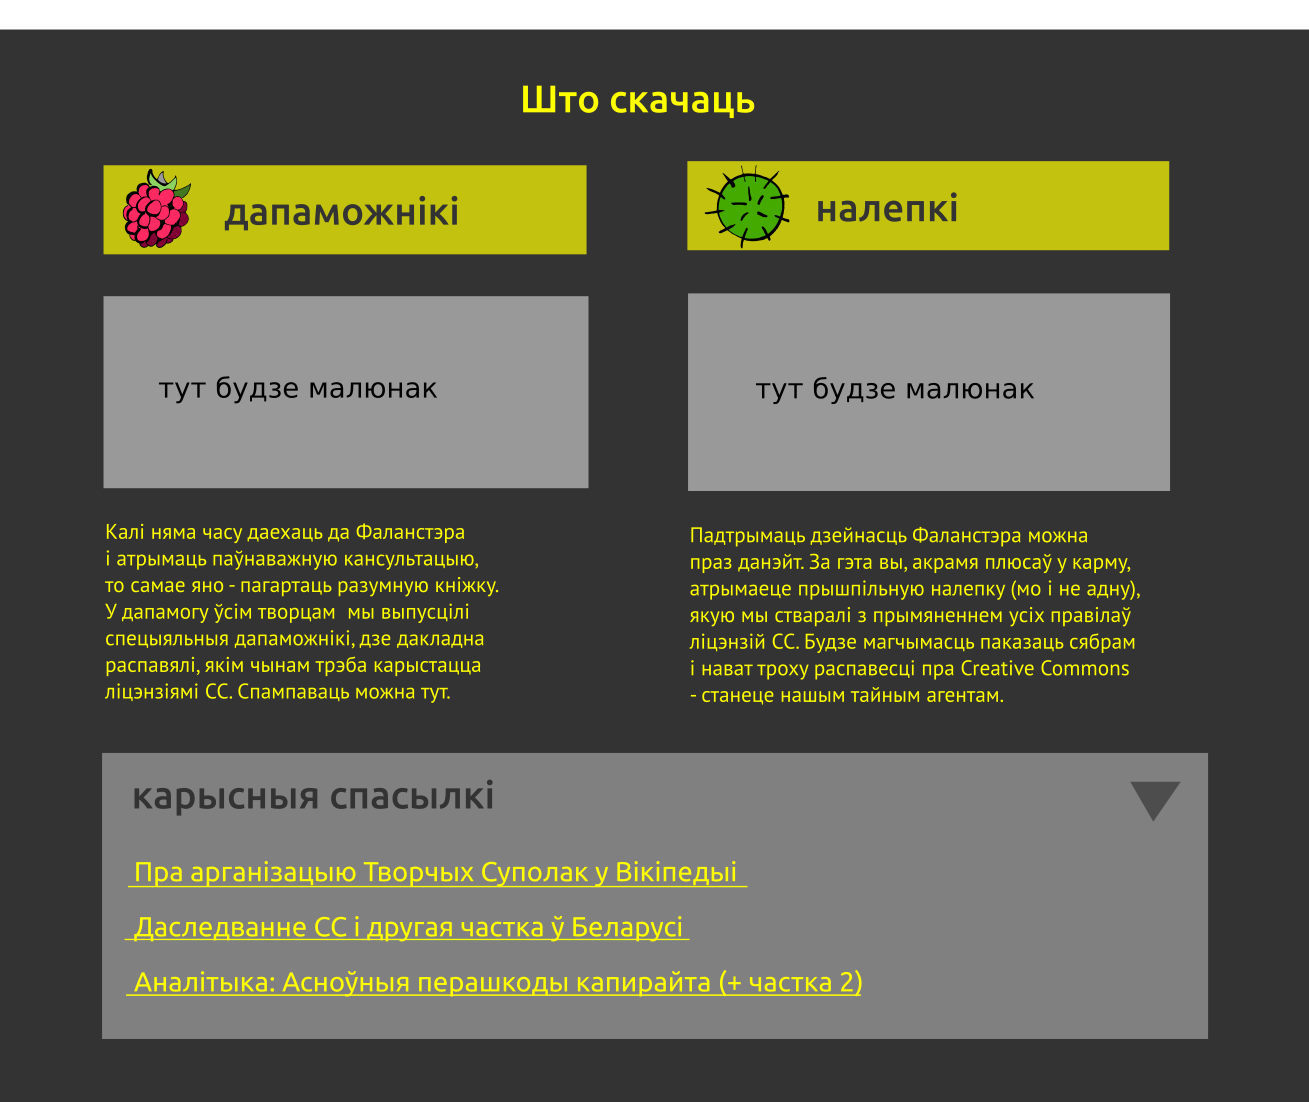 Што скачаць
дапаможнікі
налепкі
тут будзе малюнак
тут будзе малюнак
Калі няма часу даехаць да Фаланстэра
і атрымаць паўнаважную кансультацыю,
то самае яно - пагартаць разумную кніжку.
У дапамогу ўсім творцам  мы выпусцілі
спецыяльныя дапаможнікі, дзе дакладна
распавялі, якім чынам трэба карыстацца
ліцэнзіямі СС. Спампаваць можна тут.
Падтрымаць дзейнасць Фаланстэра можна
праз данэйт. За гэта вы, акрамя плюсаў у карму,
атрымаеце прышпільную налепку (мо і не адну),
якую мы стваралі з прымяненнем усіх правілаў
ліцэнзій СС. Будзе магчымасць паказаць сябрам
і нават троху распавесці пра Creative Commons
- станеце нашым тайным агентам.
карысныя спасылкі
Пра арганізацыю Творчых Суполак у Вікіпедыі
Даследванне СС і другая частка ў Беларусі
Аналітыка: Асноўныя перашкоды капирайта (+ частка 2)